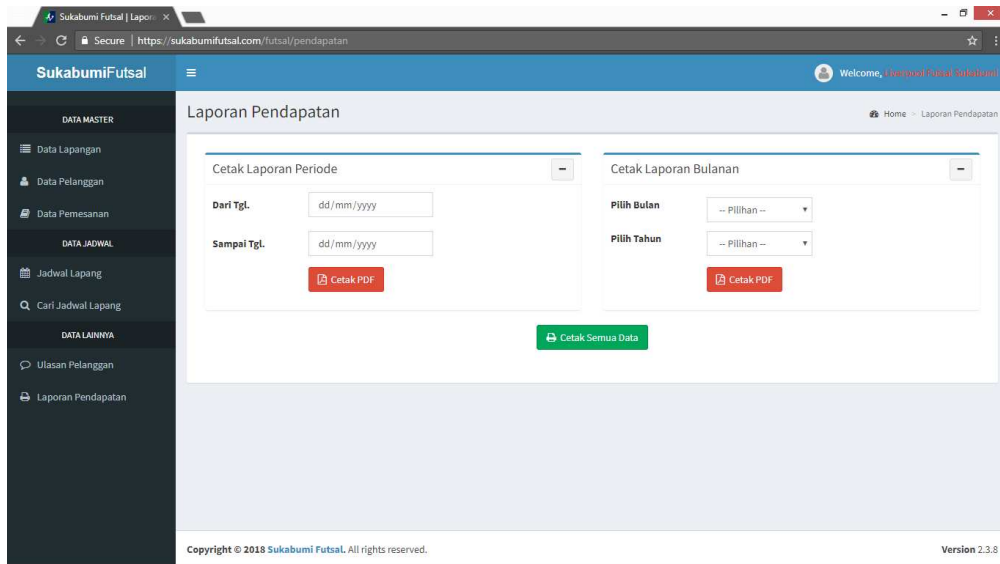 Sukabumi Futsal | Lapora
Secure | https://sukabumifutsal.com/futsal/pendapatan
SukabumiFutsal
Welcome,
DATA MASTER
Data Lapangan
Data Pelanggan
Data Pemesanan
DATA JADWAL
Jadwal Lapang
Cari Jadwal Lapang
DATA LAINNYA
Ulasan Pelanggan
Laporan Pendapatan
Laporan Pendapatan
Home > Laporan Pendapatan
Cetak Laporan Periode
Dari Tgl.
dd/mm/yyyy
Sampai Tgl.
dd/mm/yyyy
Cetak PDF
Cetak Laporan Bulanan
Pilih Bulan
-- Pilihan --
Pilih Tahun
-- Pilihan --
Cetak PDF
Cetak Semua Data
Copyright © 2018 Sukabumi Futsal. All rights reserved.
Version 2.3.8